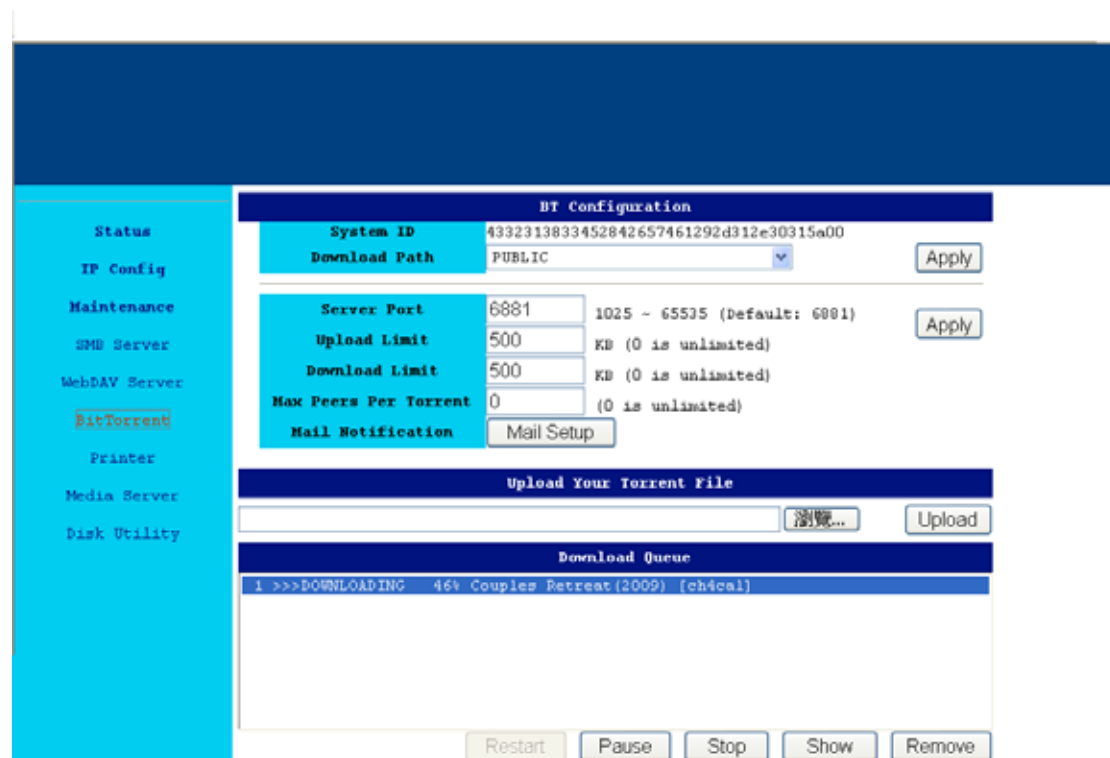 BT Configuration
Status
System ID 4332313833452842657461292d312e30315a00
Download Path PUBLIC Apply
IP Config
Maintenance
Server Port 6881 1025 ~ 65535 (Default: 6881) Apply
SMB Server
Upload Limit 500 KB (0 is unlimited)
WebDAV Server
Download Limit 500 KB (0 is unlimited)
Max Peers Per Torrent 0 (0 is unlimited)
BitTorrent
Mail Notification Mail Setup
Printer
Media Server
Upload Your Torrent File
Disk Utility
瀏覽... Upload
Download Queue
1 >>>DOWNLOADING 46% Couples Retreat(2009) [ch4cal]
Restart Pause Stop Show Remove